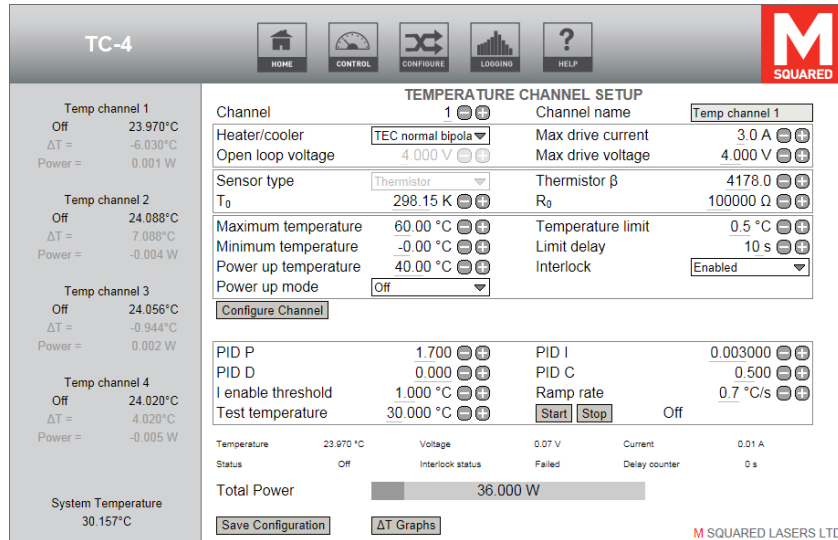 TC-4
HOME
CONTROL
CONFIGURE
LOGGING
?
HELP
M
SQUARED
Temp channel 1
Off 23.970°C
ΔT = -6.030°C
Power = 0.001 W
Temp channel 2
Off 24.088°C
ΔT = 7.088°C
Power = -0.004 W
Temp channel 3
Off 24.056°C
ΔT = -0.944°C
Power = 0.002 W
Temp channel 4
Off 24.020°C
ΔT = 4.020°C
Power = -0.005 W
System Temperature
30.157°C
TEMPERATURE CHANNEL SETUP
Channel 1 Channel name Temp channel 1
Heater/cooler TEC normal bipola Max drive current 3.0 A
Open loop voltage 4.000 V Max drive voltage 4.000 V
Sensor type Thermistor Thermistor β 4178.0
T₀ 298.15 K R₀ 100000 Ω
Maximum temperature 60.00 °C Temperature limit 0.5 °C
Minimum temperature -0.00 °C Limit delay 10 s
Power up temperature 40.00 °C Interlock Enabled
Power up mode Off
Configure Channel
PID P 1.700 PID I 0.003000
PID D 0.000 PID C 0.500
I enable threshold 1.000 °C Ramp rate 0.7 °C/s
Test temperature 30.000 °C Start Stop Off
Temperature 23.970 °C Voltage 0.07 V Current 0.01 A
Status Off Interlock status Failed Delay counter 0 s
Total Power 36.000 W
Save Configuration ΔT Graphs
M SQUARED LASERS LTD